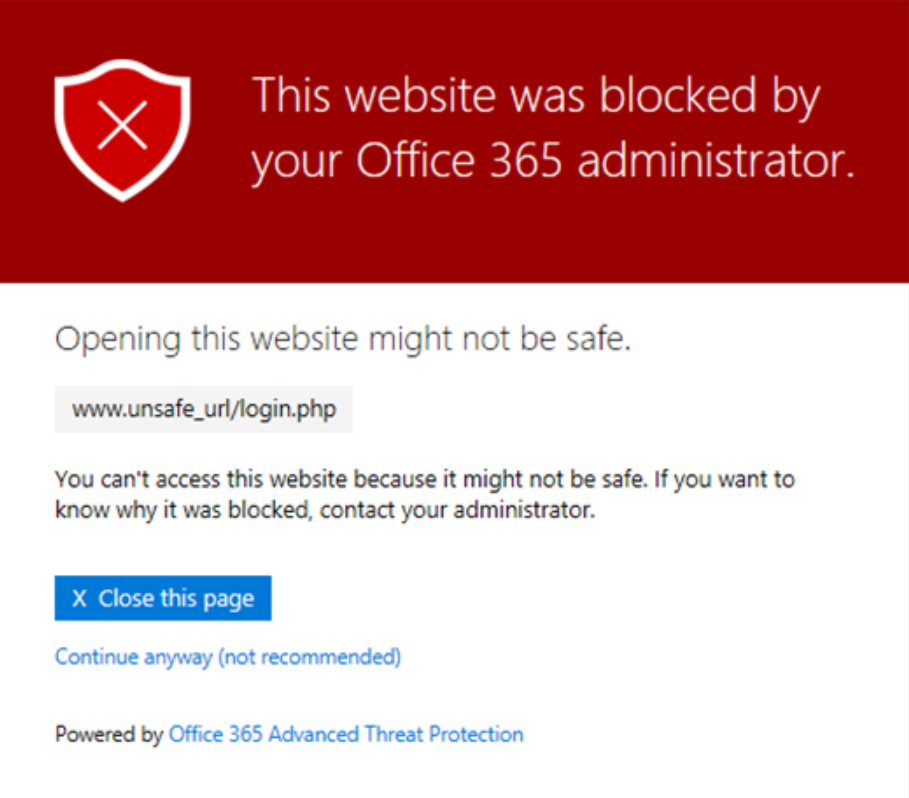 This website was blocked by
your Office 365 administrator.
Opening this website might not be safe.
www.unsafe_url/login.php
You can't access this website because it might not be safe. If you want to
know why it was blocked, contact your administrator.
X Close this page
Continue anyway (not recommended)
Powered by Office 365 Advanced Threat Protection